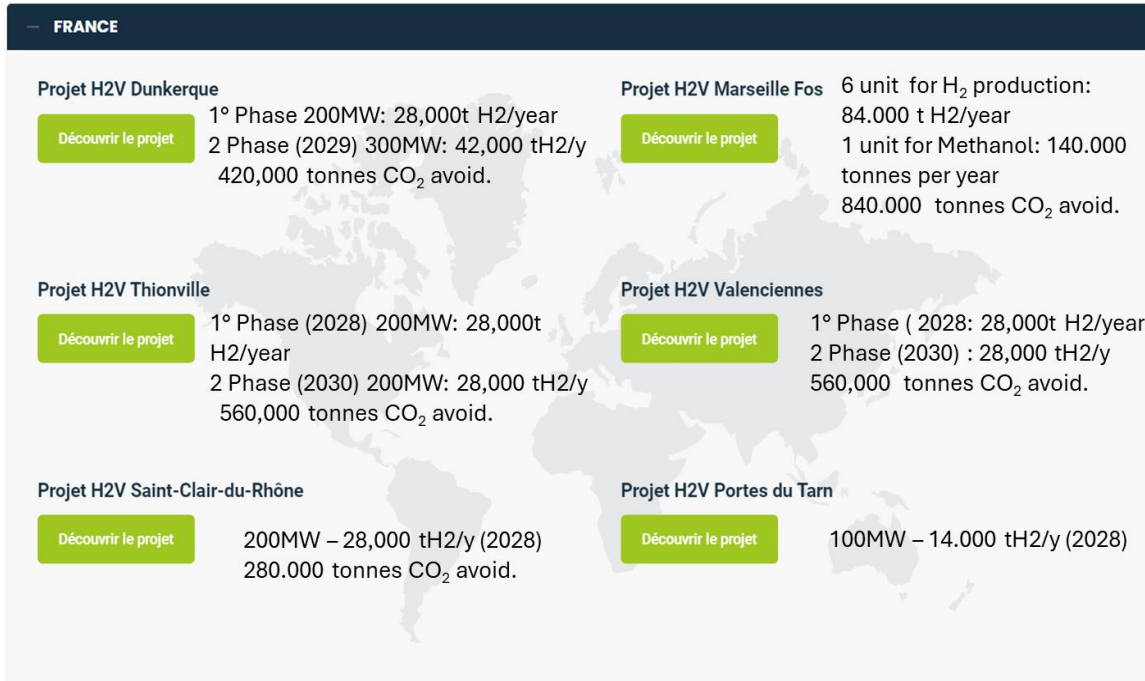 FRANCE
Projet H2V Dunkerque
Découvrir le projet
1° Phase 200MW: 28,000t H2/year
2 Phase (2029) 300MW: 42,000 tH2/y
420,000 tonnes CO₂ avoid.
Projet H2V Marseille Fos
Découvrir le projet
6 unit for H₂ production:
84.000 t H2/year
1 unit for Methanol: 140.000
tonnes per year
840.000 tonnes CO₂ avoid.
Projet H2V Thionville
Découvrir le projet
1° Phase (2028) 200MW: 28,000t
H2/year
2 Phase (2030) 200MW: 28,000 tH2/y
560,000 tonnes CO₂ avoid.
Projet H2V Valenciennes
Découvrir le projet
1° Phase ( 2028: 28,000t H2/year
2 Phase (2030) : 28,000 tH2/y
560,000 tonnes CO₂ avoid.
Projet H2V Saint-Clair-du-Rhône
Découvrir le projet
200MW – 28,000 tH2/y (2028)
280.000 tonnes CO₂ avoid.
Projet H2V Portes du Tarn
Découvrir le projet
100MW – 14.000 tH2/y (2028)